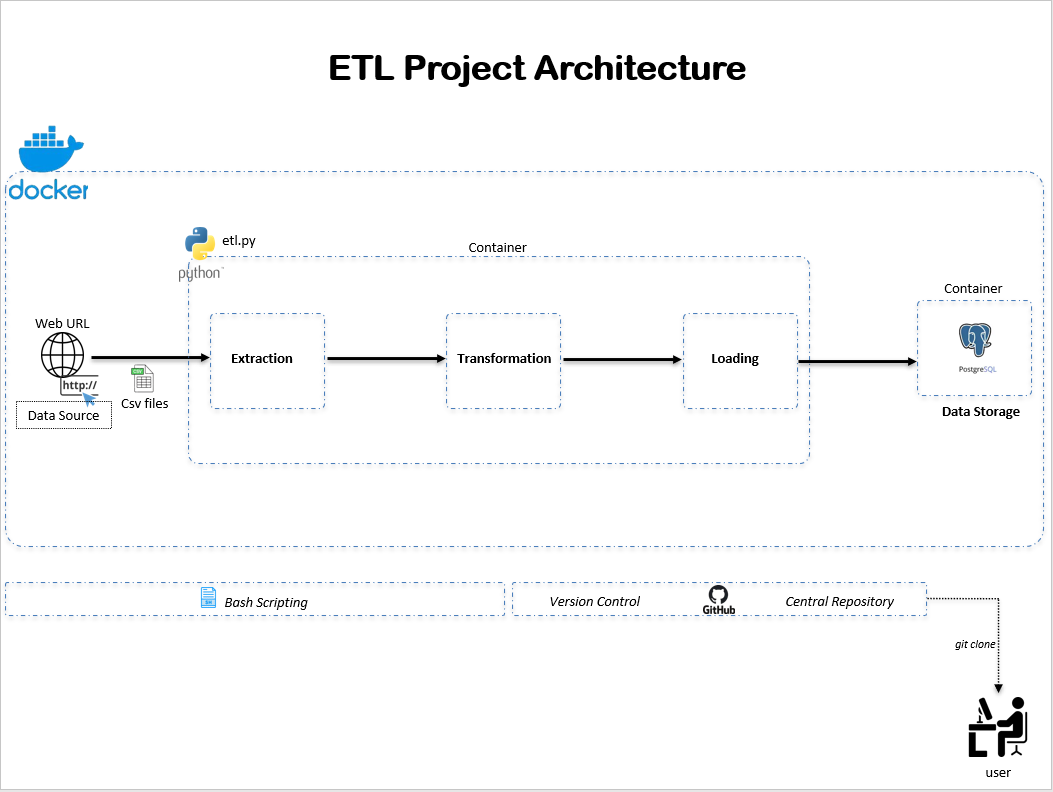 ETL Project Architecture
docker
etl.py
python
Container
Container
Web URL
http://
Data Source
CSV
Csv files
Extraction
Transformation
Loading
PostgreSQL
Data Storage
Bash Scripting
Version Control
GitHub
Central Repository
git clone
user